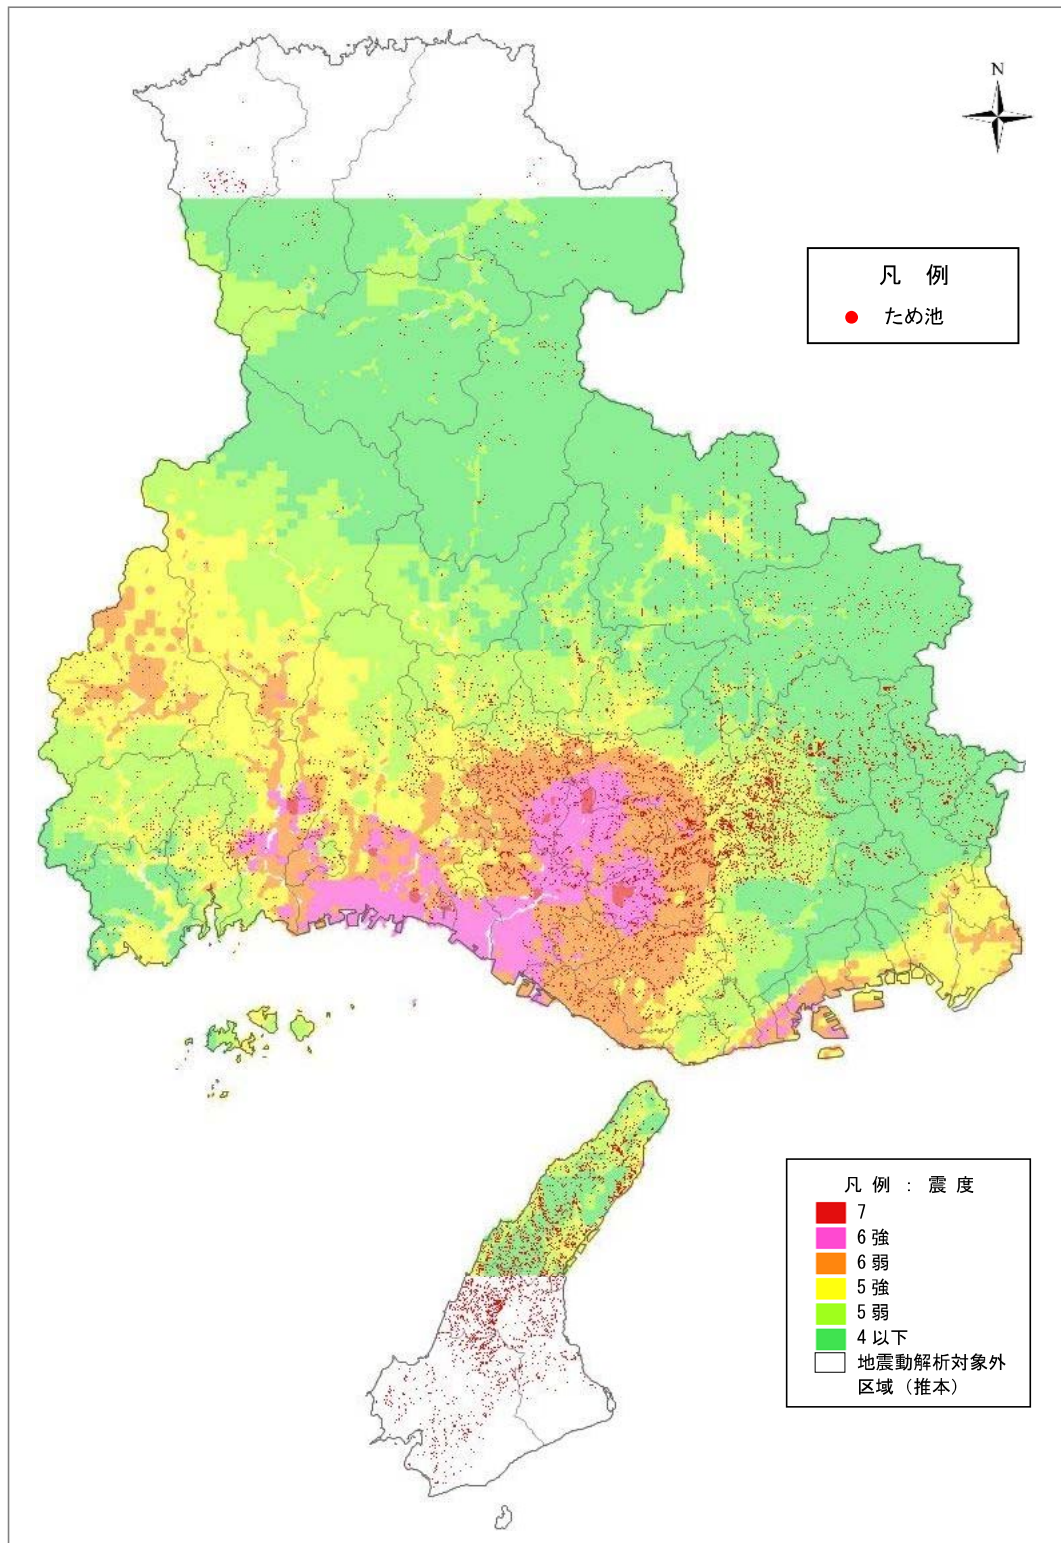 N
凡 例
ため池
凡 例 : 震 度
7
6 強
6 弱
5 強
5 弱
4 以下
地震動解析対象外
区域（推本）